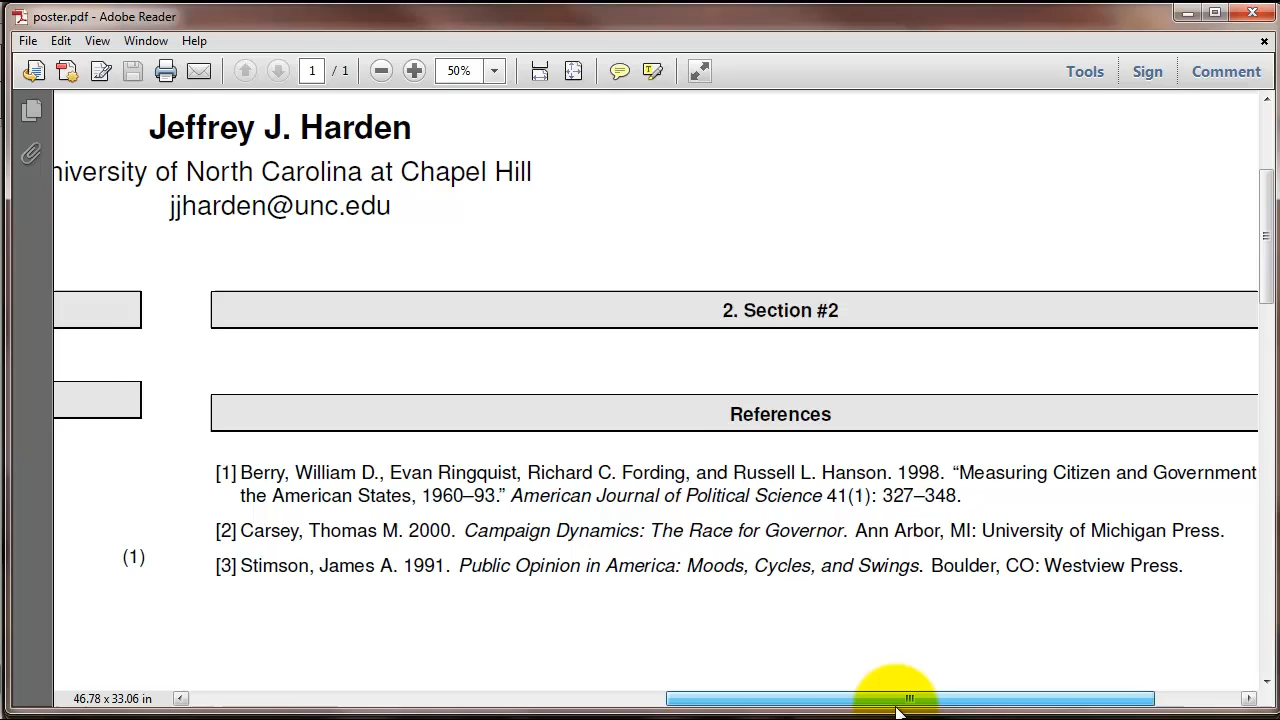 poster.pdf - Adobe Reader
File Edit View Window Help
1 / 1 50% Tools Sign Comment
Jeffrey J. Harden
niversity of North Carolina at Chapel Hill
jjharden@unc.edu
2. Section #2
References
[1] Berry, William D., Evan Ringquist, Richard C. Fording, and Russell L. Hanson. 1998. “Measuring Citizen and Government
the American States, 1960–93.” American Journal of Political Science 41(1): 327–348.
[2] Carsey, Thomas M. 2000. Campaign Dynamics: The Race for Governor. Ann Arbor, MI: University of Michigan Press.
(1)
[3] Stimson, James A. 1991. Public Opinion in America: Moods, Cycles, and Swings. Boulder, CO: Westview Press.
46.78 x 33.06 in